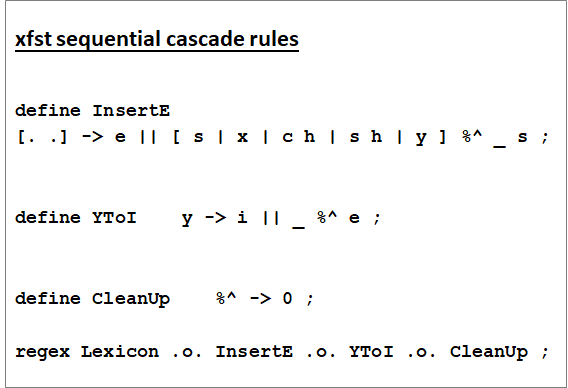 xfst sequential cascade rules
define InsertE
[. .] -> e || [ s | x | c h | s h | y ] %^ _ s ;
define YToI y -> i || _ %^ e ;
define CleanUp %^ -> 0 ;
regex Lexicon .o. InsertE .o. YToI .o. CleanUp ;